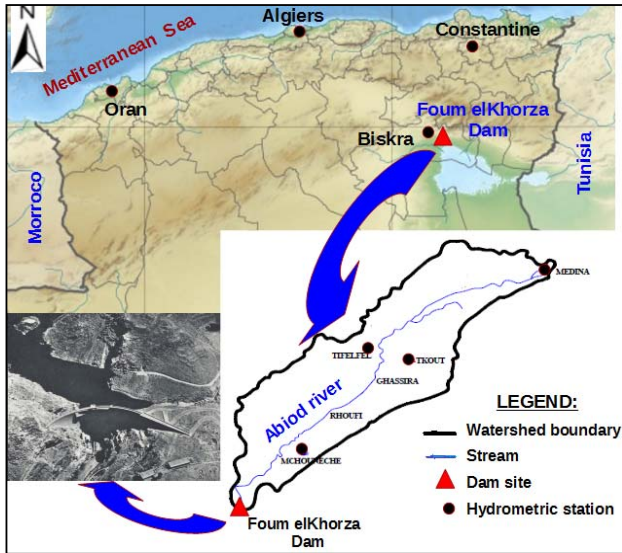 N
Algiers
Constantine
Mediterranean Sea
Oran
Foum elKhorza
Dam
Biskra
Morroco
Tunisia
MEDINA
TIFELFEL
TKOUT
GHASSIRA
Abiod river
RHOUFI
MCHOUNECHE
Foum elKhorza
Dam
LEGEND:
Watershed boundary
Stream
Dam site
Hydrometric station